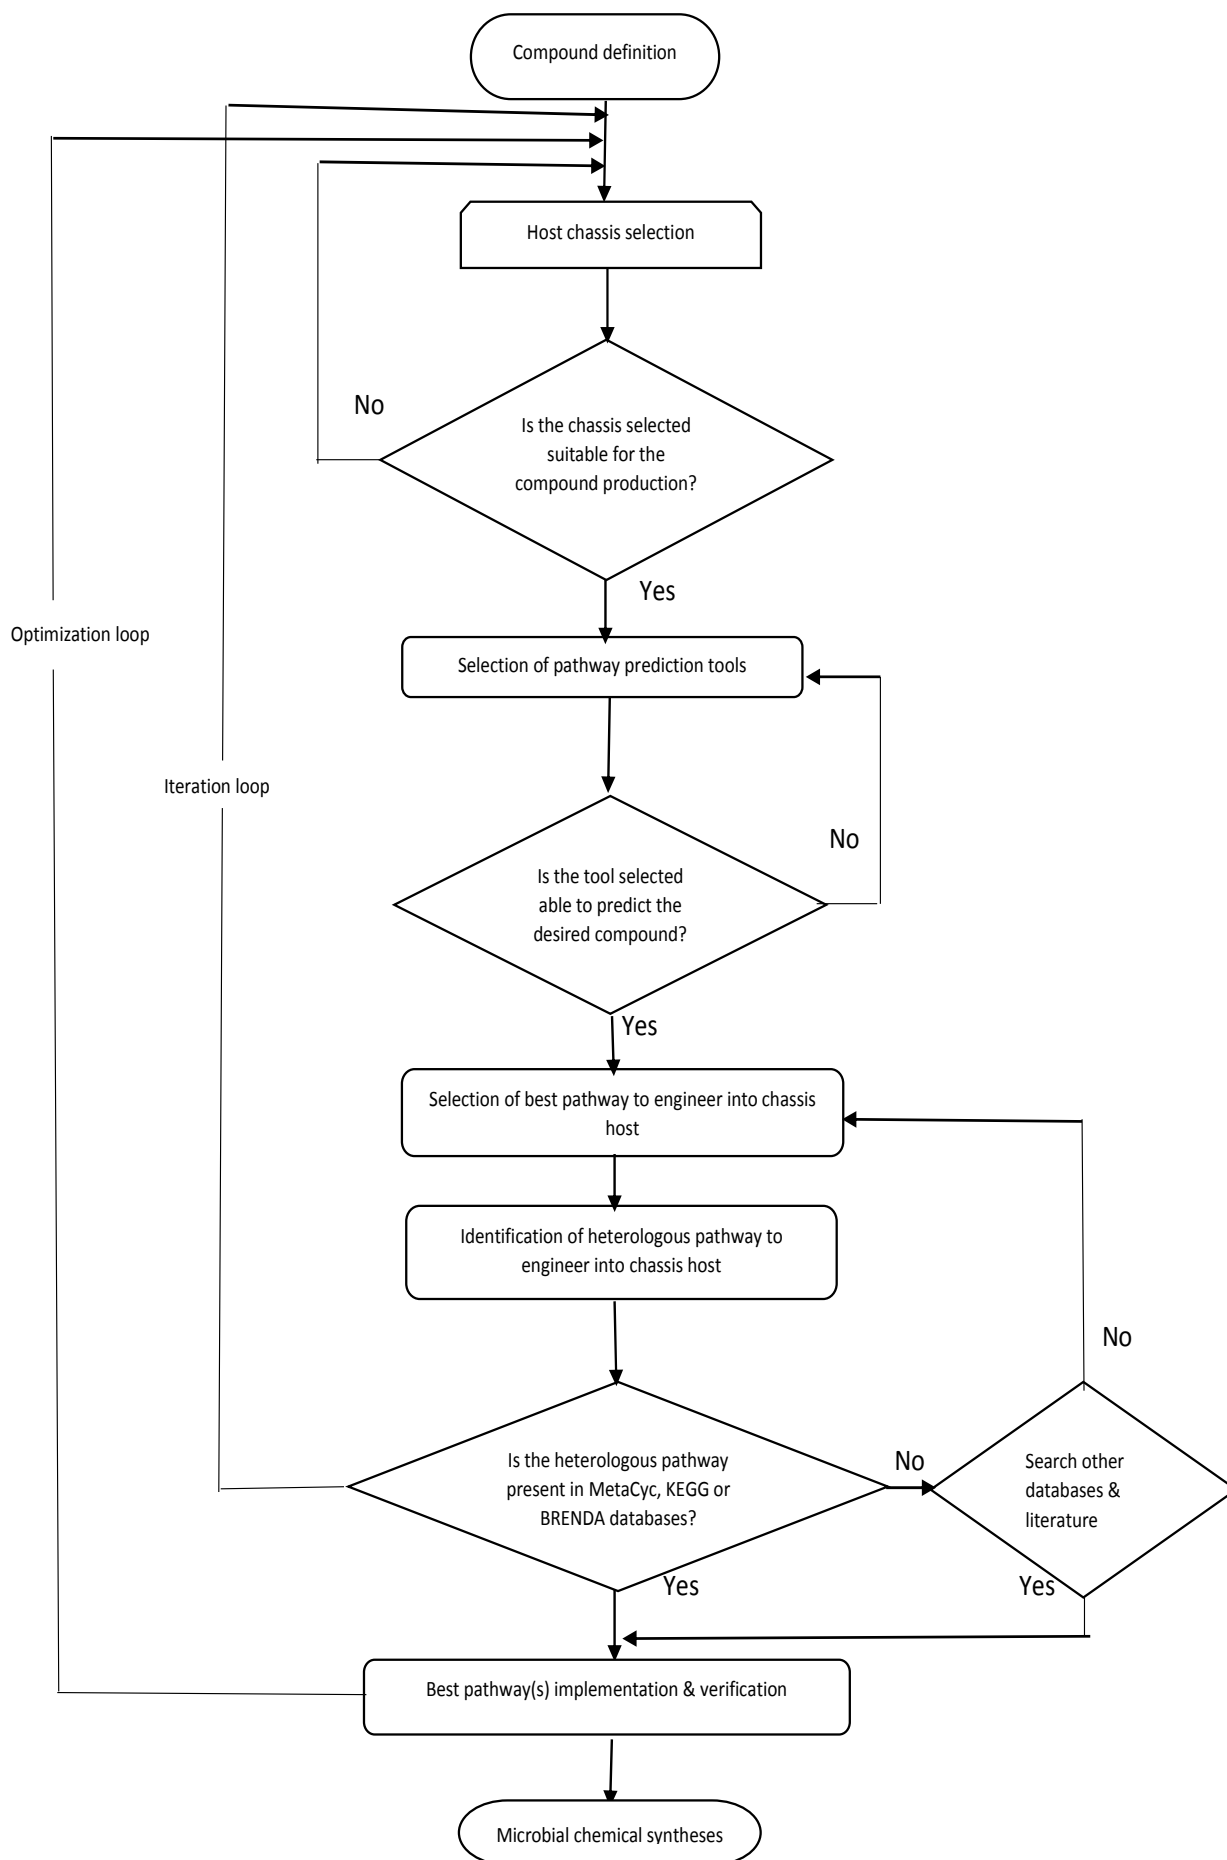 Compound definition
Host chassis selection
No
Is the chassis selected
suitable for the
compound production?
Yes
Optimization loop
Selection of pathway prediction tools
Iteration loop
No
Is the tool selected
able to predict the
desired compound?
Yes
Selection of best pathway to engineer into chassis
host
Identification of heterologous pathway to
engineer into chassis host
No
Is the heterologous pathway
present in MetaCyc, KEGG or
BRENDA databases?
No
Search other
databases &
literature
Yes
Yes
Best pathway(s) implementation & verification
Microbial chemical syntheses